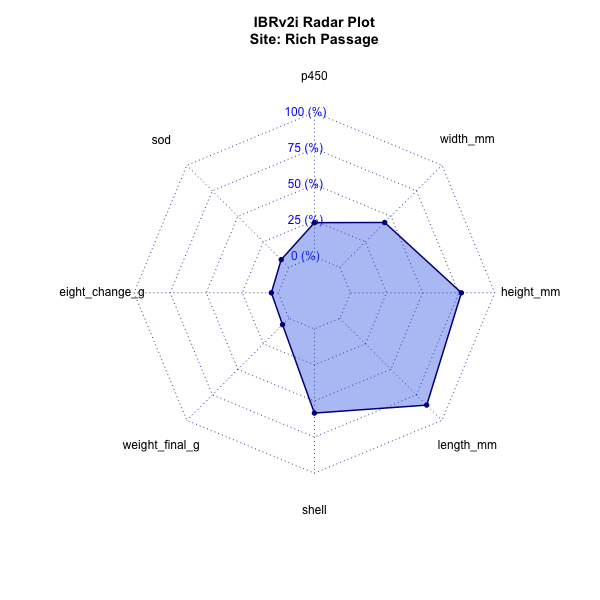 IBRv2i Radar Plot
Site: Rich Passage
p450
100 (%)
sod
width_mm
75 (%)
50 (%)
25 (%)
0 (%)
eight_change_g
height_mm
weight_final_g
length_mm
shell